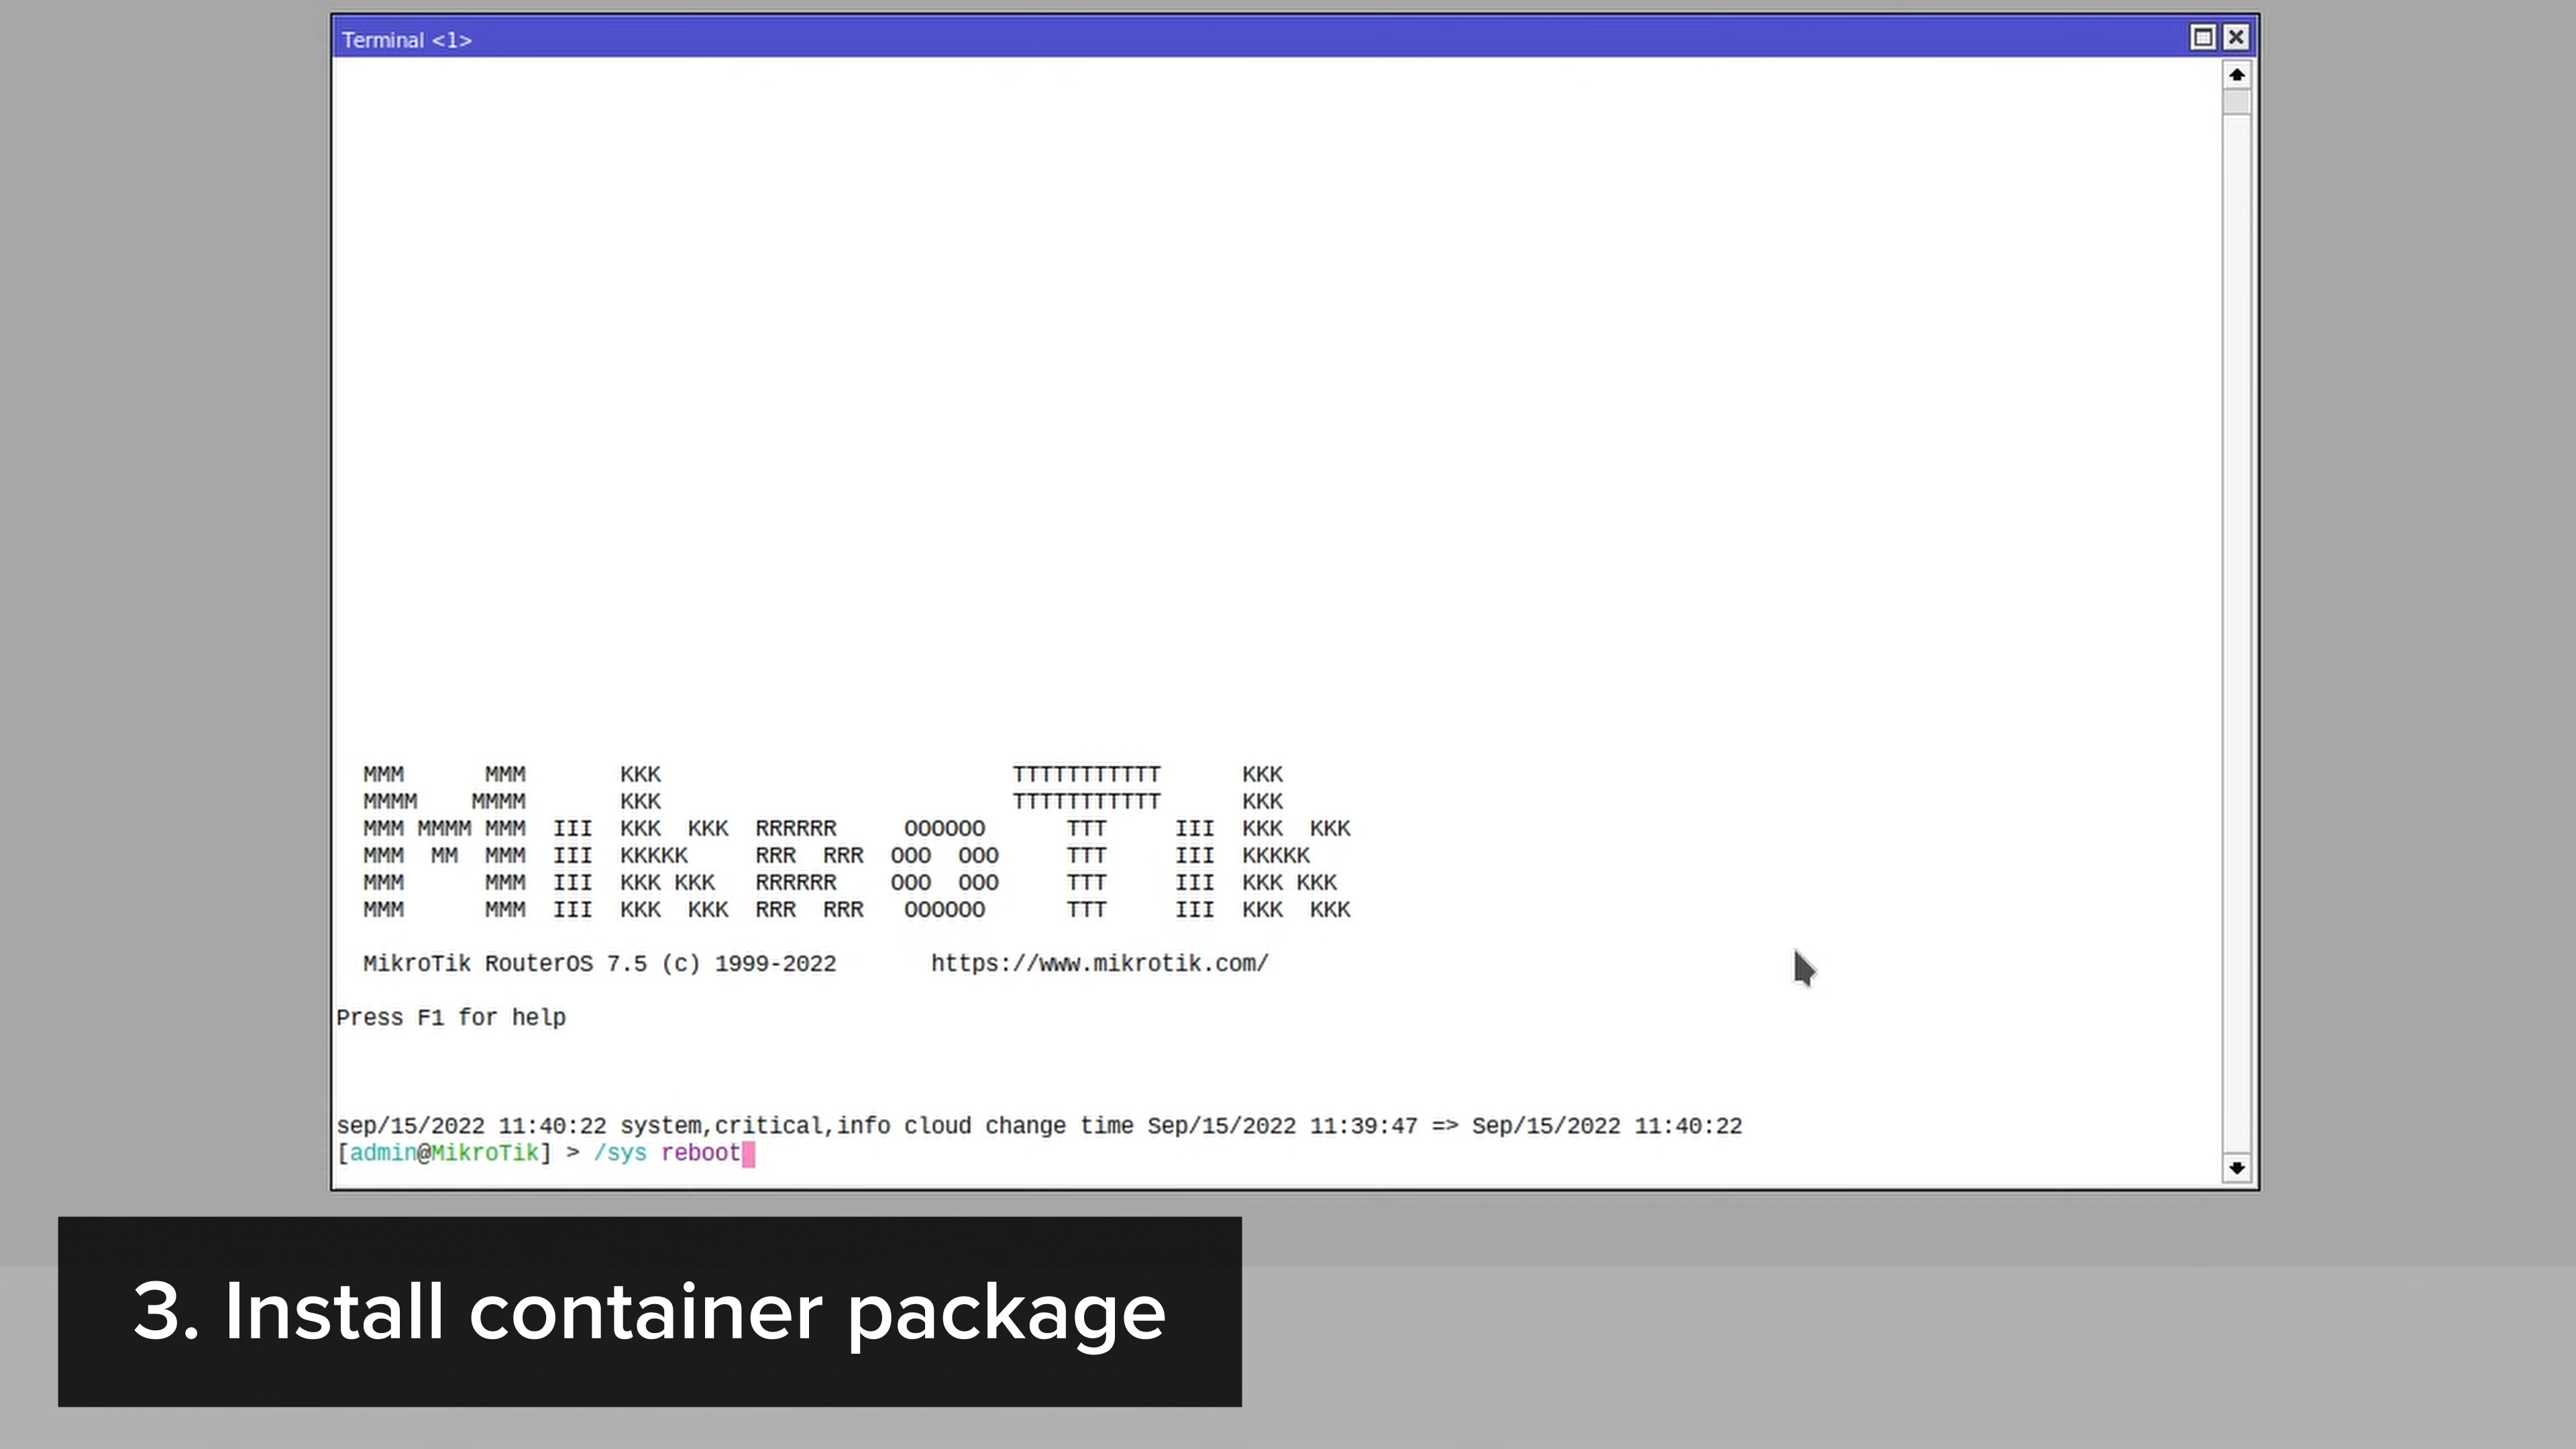 Terminal <1>
MMM      MMM       KKK                          TTTTTTTTTTT      KKK
MMMM    MMMM       KKK                          TTTTTTTTTTT      KKK
MMM MMMM MMM  III  KKK  KKK  RRRRRR     OOOOOO      TTT     III  KKK  KKK
MMM  MM  MMM  III  KKKKK     RRR  RRR  OOO  OOO     TTT     III  KKKKK
MMM      MMM  III  KKK KKK   RRRRRR    OOO  OOO     TTT     III  KKK KKK
MMM      MMM  III  KKK  KKK  RRR  RRR   OOOOOO      TTT     III  KKK  KKK
MikroTik RouterOS 7.5 (c) 1999-2022       https://www.mikrotik.com/
Press F1 for help
sep/15/2022 11:40:22 system,critical,info cloud change time Sep/15/2022 11:39:47 => Sep/15/2022 11:40:22
[admin@MikroTik] > /sys reboot
3. Install container package